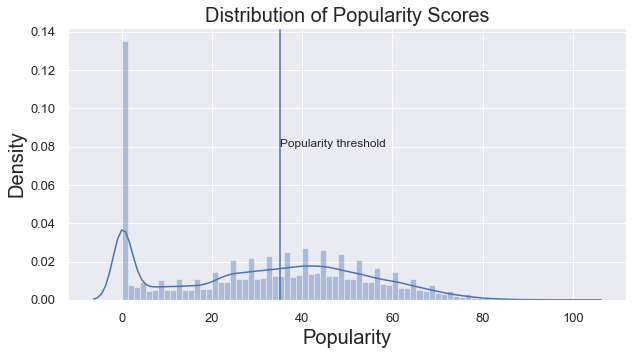 Distribution of Popularity Scores
0.14
0.12
0.10
0.08
0.06
0.04
0.02
0.00
Density
Popularity threshold
0 20 40 60 80 100
Popularity